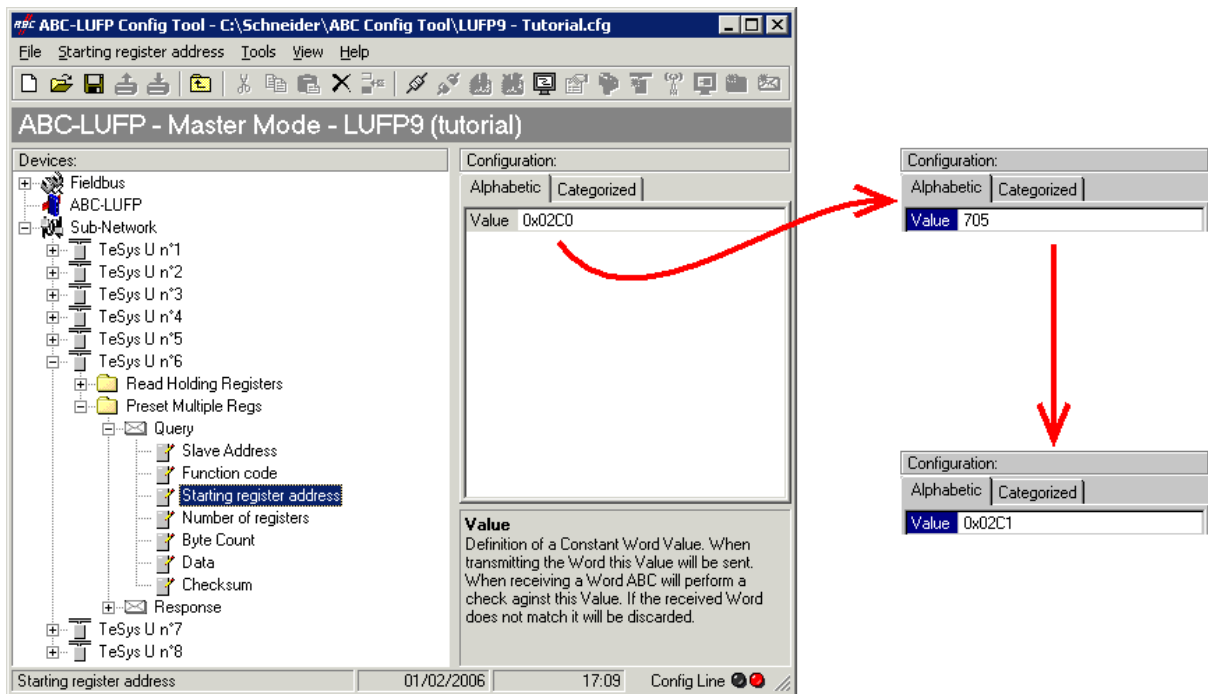 ABC-LUFP Config Tool - C:\Schneider\ABC Config Tool\LUFP9 - Tutorial.cfg
File Starting register address Tools View Help
ABC-LUFP - Master Mode - LUFP9 (tutorial)
Devices:
Fieldbus
ABC-LUFP
Sub-Network
TeSys U n°1
TeSys U n°2
TeSys U n°3
TeSys U n°4
TeSys U n°5
TeSys U n°6
Read Holding Registers
Preset Multiple Regs
Query
Slave Address
Function code
Starting register address
Number of registers
Byte Count
Data
Checksum
Response
TeSys U n°7
TeSys U n°8
Configuration:
Alphabetic Categorized
Value 0x02C0
Value
Definition of a Constant Word Value. When
transmitting the Word this Value will be sent.
When receiving a Word ABC will perform a
check aginst this Value. If the received Word
does not match it will be discarded.
Starting register address 01/02/2006 17:09 Config Line
Configuration:
Alphabetic Categorized
Value 705
Configuration:
Alphabetic Categorized
Value 0x02C1